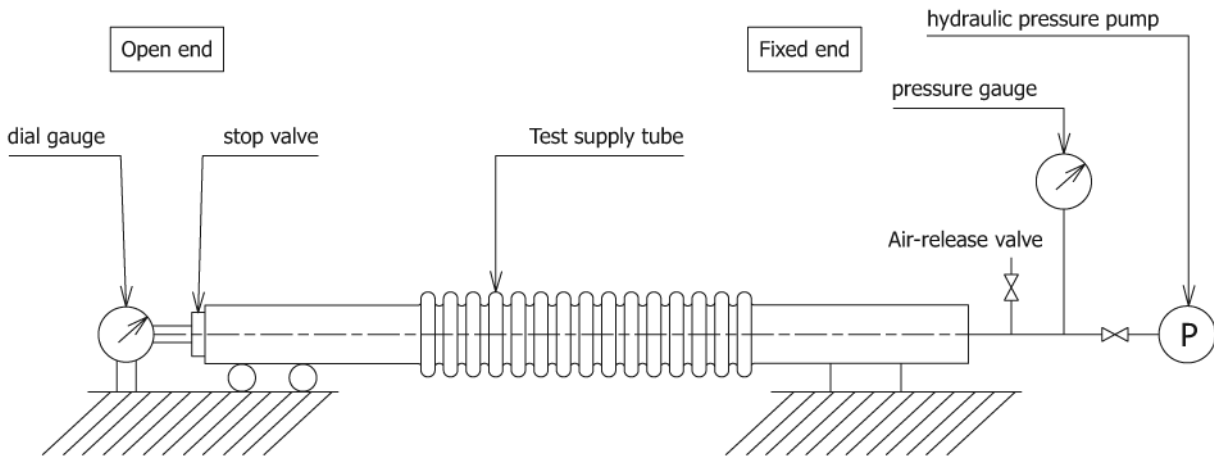 hydraulic pressure pump
Open end
Fixed end
pressure gauge
dial gauge
stop valve
Test supply tube
Air-release valve
P